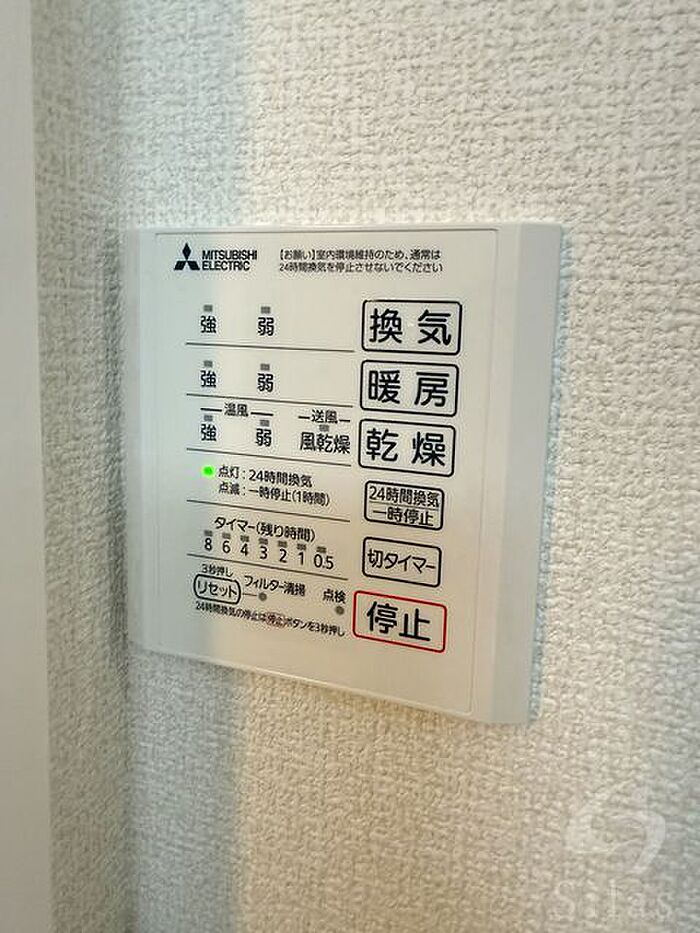 MITSUBISHI
ELECTRIC
【お願い】室内環境維持のため、通常は
24時間換気を停止させないでください
強 弱 換気
強 弱 暖房
温風 送風
強 弱 風乾燥 乾燥
点灯:24時間換気
点滅:一時停止(1時間)
24時間換気
一時停止
タイマー(残り時間)
8 6 4 3 2 1 0.5
切タイマー
3秒押し
リセット フィルター清掃 点検
24時間換気の停止は停止ボタンを3秒押し
停止
Silas